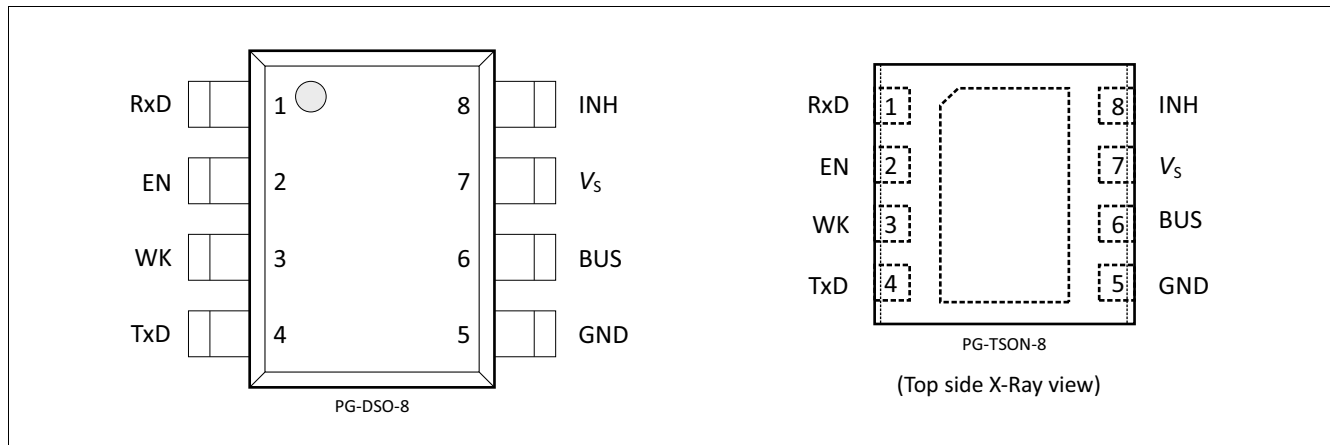 RxD 1 8 INH
EN 2 7 VS
WK 3 6 BUS
TxD 4 5 GND
PG-DSO-8
RxD 1 8 INH
EN 2 7 VS
WK 3 6 BUS
TxD 4 5 GND
PG-TSON-8
(Top side X-Ray view)